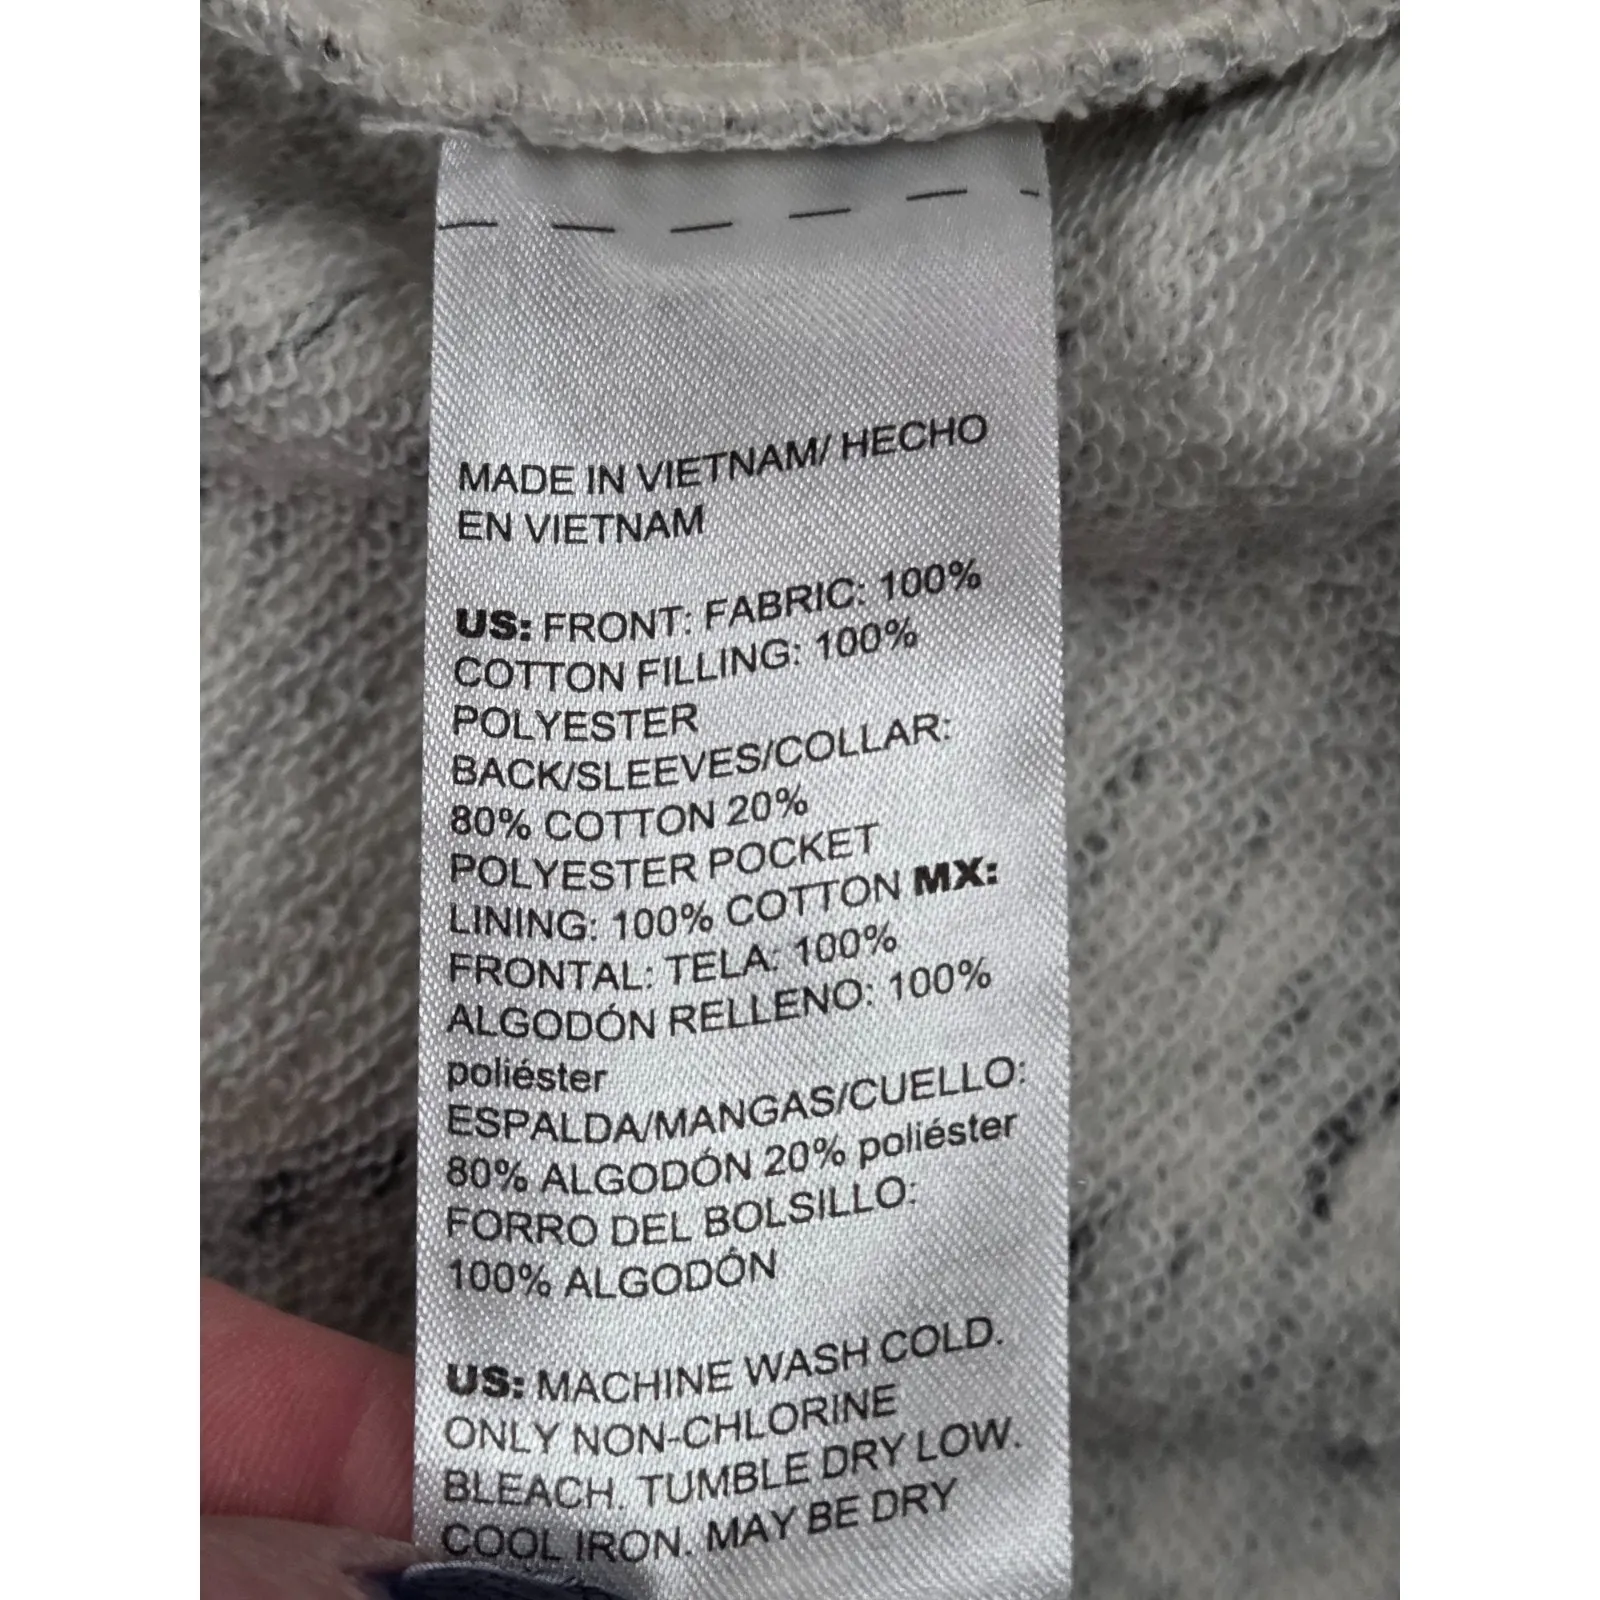 MADE IN VIETNAM/ HECHO
EN VIETNAM
US: FRONT: FABRIC: 100%
COTTON FILLING: 100%
POLYESTER
BACK/SLEEVES/COLLAR:
80% COTTON 20%
POLYESTER POCKET
LINING: 100% COTTON MX:
FRONTAL: TELA: 100%
ALGODÓN RELLENO: 100%
poliéster
ESPALDA/MANGAS/CUELLO:
80% ALGODÓN 20% poliéster
FORRO DEL BOLSILLO:
100% ALGODÓN
US: MACHINE WASH COLD.
ONLY NON-CHLORINE
BLEACH. TUMBLE DRY LOW.
COOL IRON. MAY BE DRY